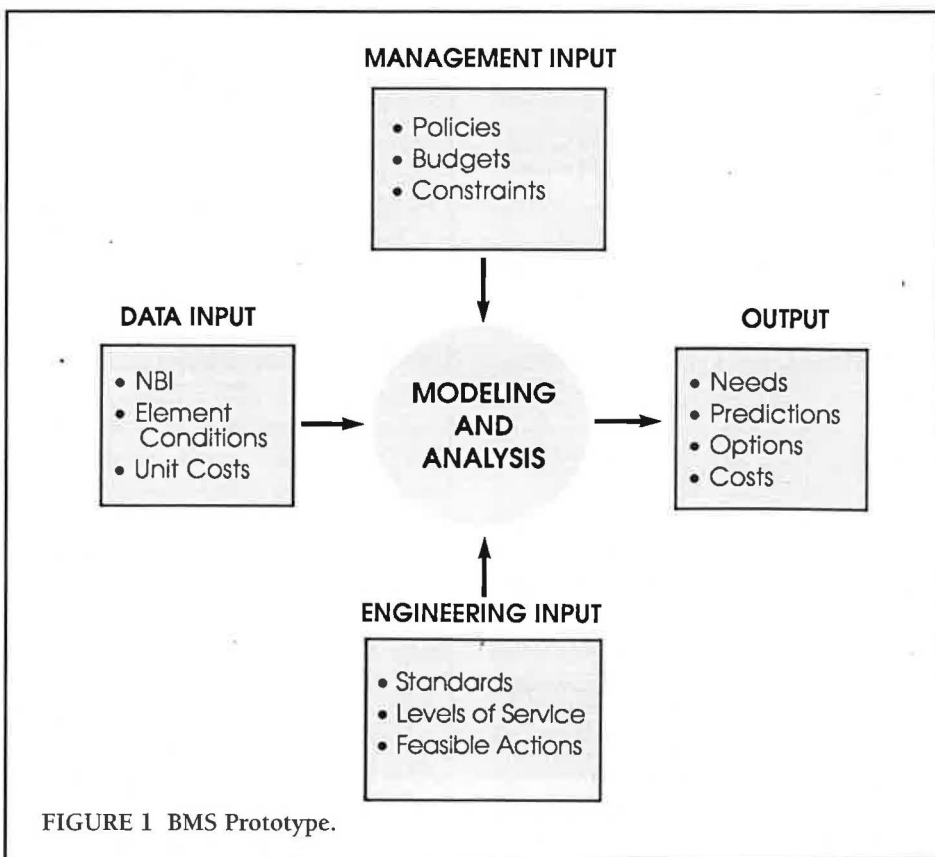 MANAGEMENT INPUT
• Policies
• Budgets
• Constraints
DATA INPUT
• NBI
• Element
Conditions
• Unit Costs
MODELING
AND
ANALYSIS
OUTPUT
• Needs
• Predictions
• Options
• Costs
ENGINEERING INPUT
• Standards
• Levels of Service
• Feasible Actions
FIGURE 1 BMS Prototype.